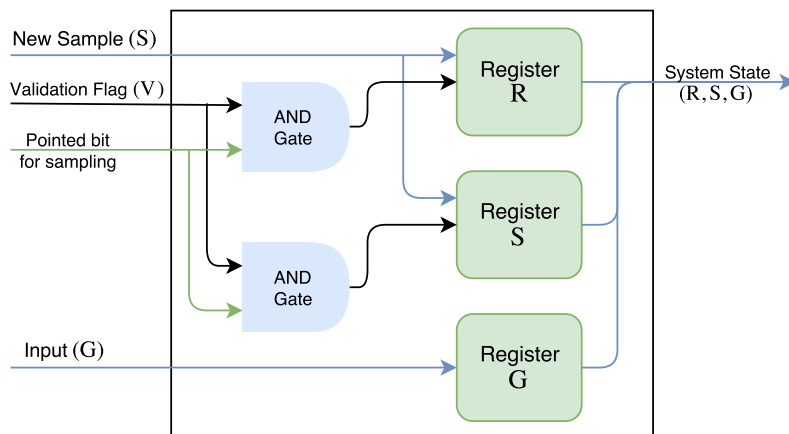 New Sample (S)
Validation Flag (V)
Pointed bit
for sampling
Input (G)
AND
Gate
AND
Gate
Register
R
Register
S
Register
G
System State
(R, S, G)